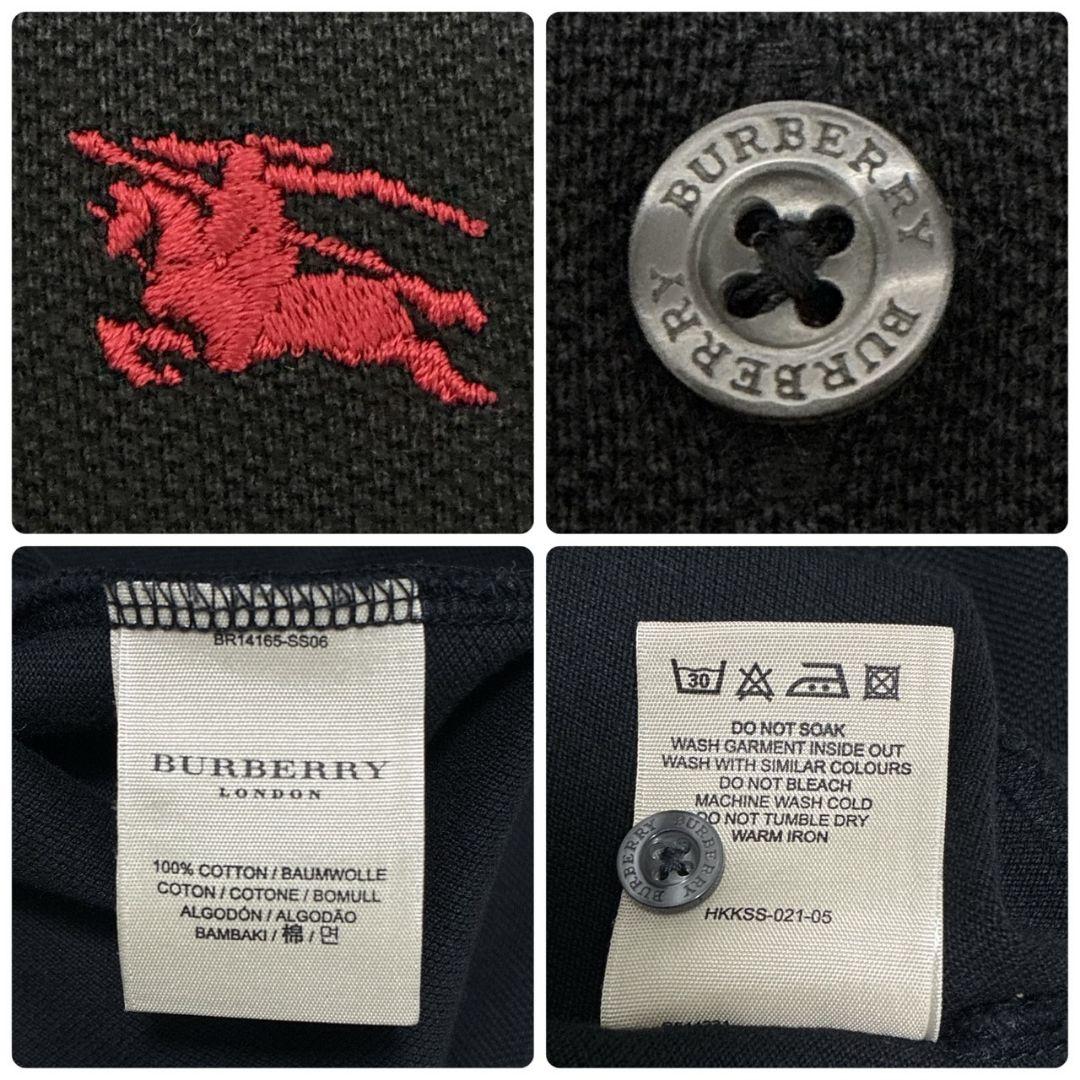 BURBERRY BURBERRY
BR14165-SS06
BURBERRY
LONDON
100% COTTON / BAUMWOLLE
COTON / COTONE / BOMULL
ALGODÓN / ALGODÃO
BAMBAKI / 棉 / 면
30
DO NOT SOAK
WASH GARMENT INSIDE OUT
WASH WITH SIMILAR COLOURS
DO NOT BLEACH
MACHINE WASH COLD
DO NOT TUMBLE DRY
WARM IRON
BURBERRY BURBERRY
HKKSS-021-05